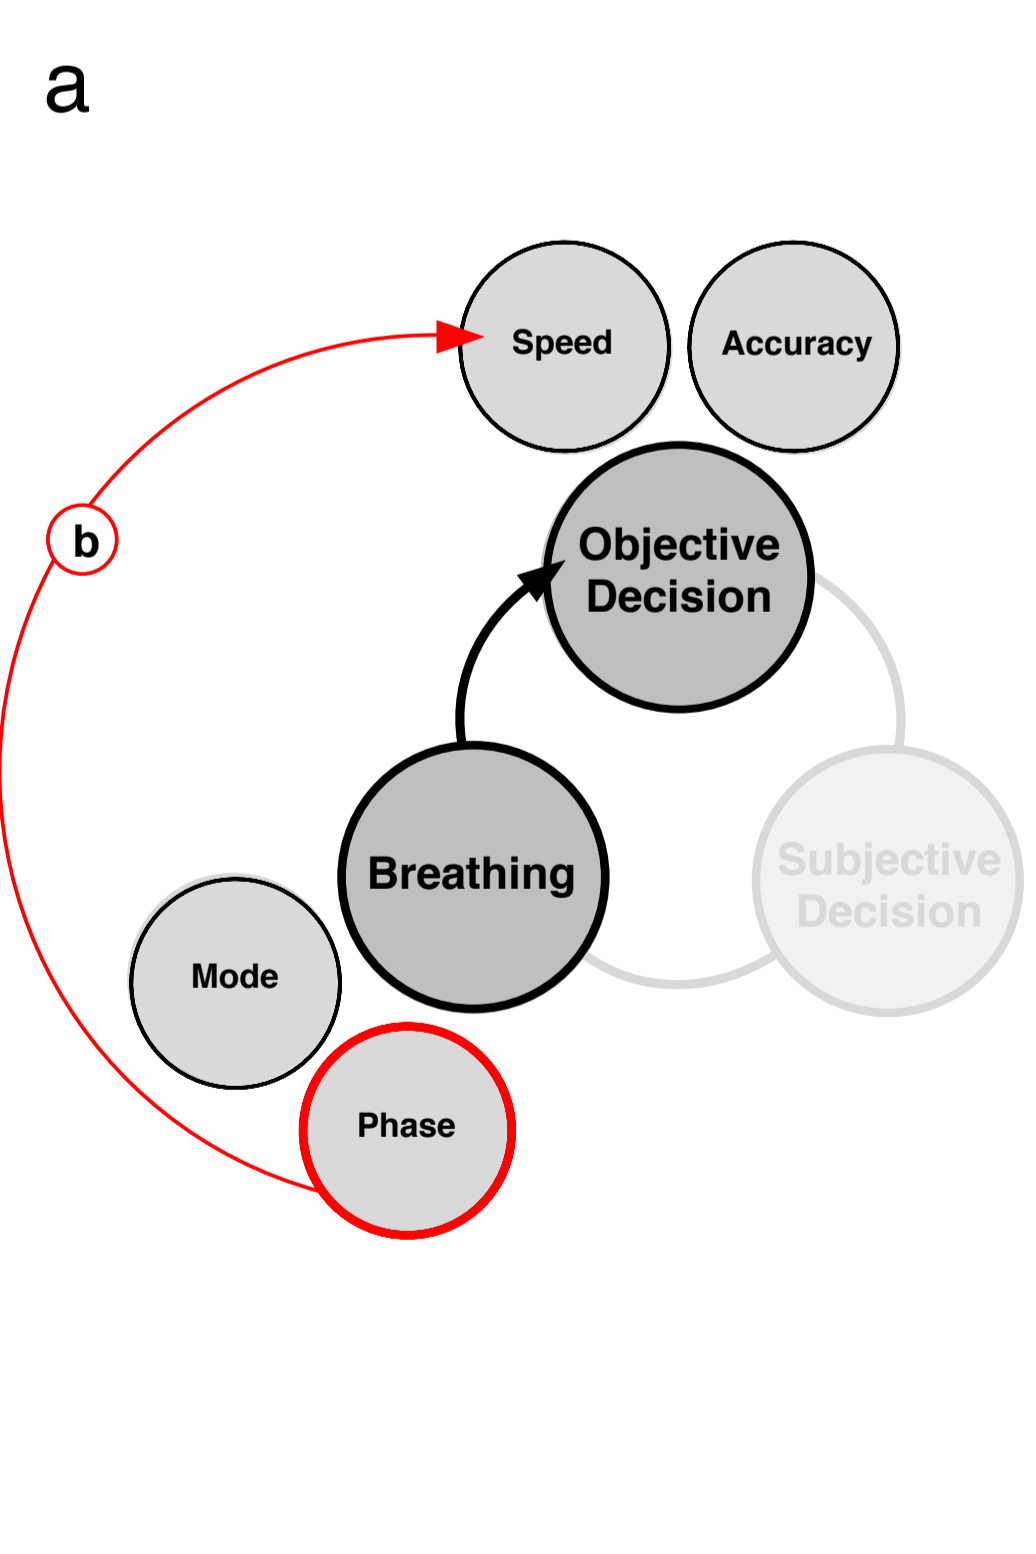 a
Speed
Accuracy
b
Objective
Decision
Breathing
Subjective
Decision
Mode
Phase